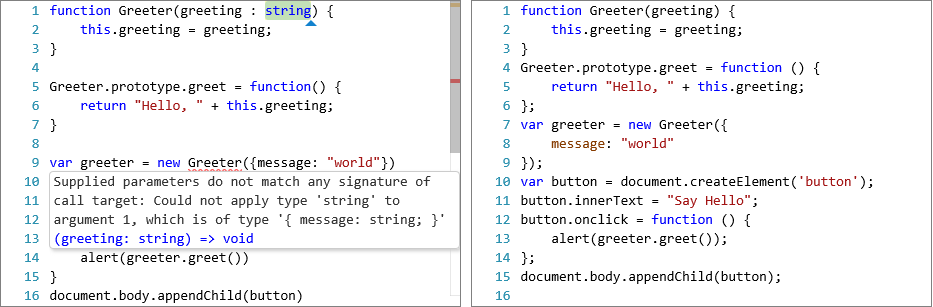 1 function Greeter(greeting : string) {
2 this.greeting = greeting;
3 }
4
5 Greeter.prototype.greet = function() {
6 return "Hello, " + this.greeting;
7 }
8
9 var greeter = new Greeter({message: "world"})
10 Supplied parameters do not match any signature of
11 call target: Could not apply type 'string' to
12 argument 1, which is of type '{ message: string; }'
13 (greeting: string) => void
14 alert(greeter.greet())
15 }
16 document.body.appendChild(button)
1 function Greeter(greeting) {
2 this.greeting = greeting;
3 }
4 Greeter.prototype.greet = function () {
5 return "Hello, " + this.greeting;
6 };
7 var greeter = new Greeter({
8 message: "world"
9 });
10 var button = document.createElement('button');
11 button.innerText = "Say Hello";
12 button.onclick = function () {
13 alert(greeter.greet());
14 };
15 document.body.appendChild(button);
16